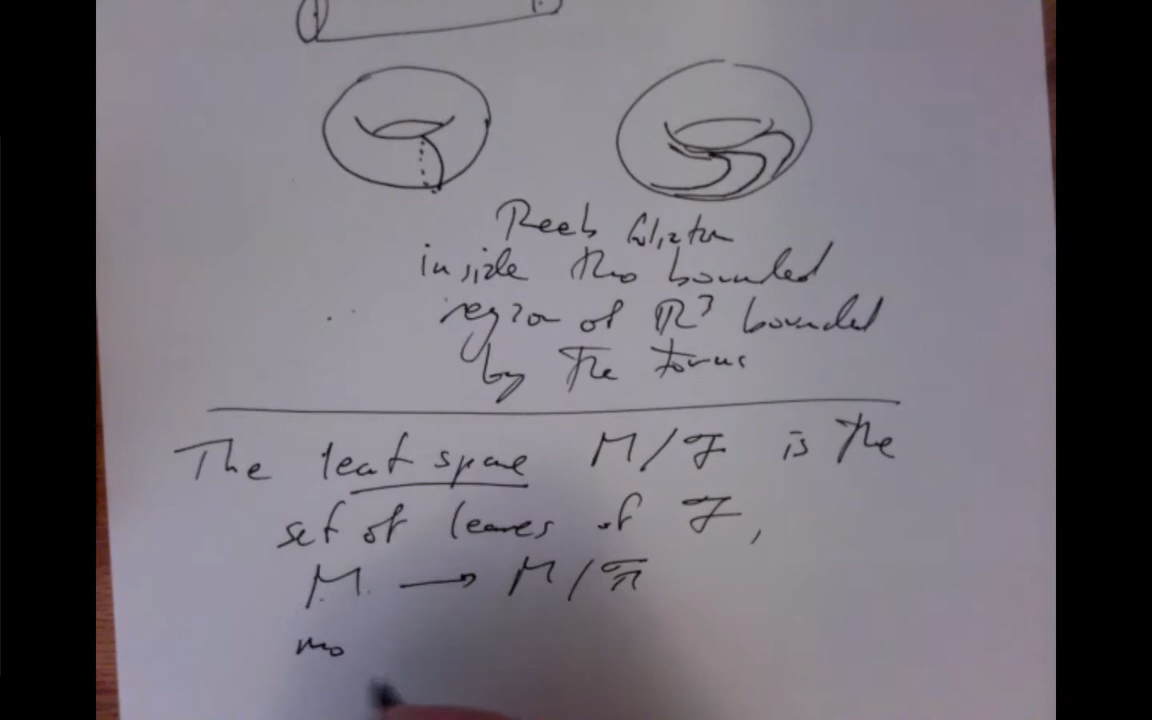 Reeb foliation
inside the bounded
region of ℝ³ bounded
by the torus
The leaf space M/ℱ is the
set of leaves of ℱ,
M → M/ℱ
m